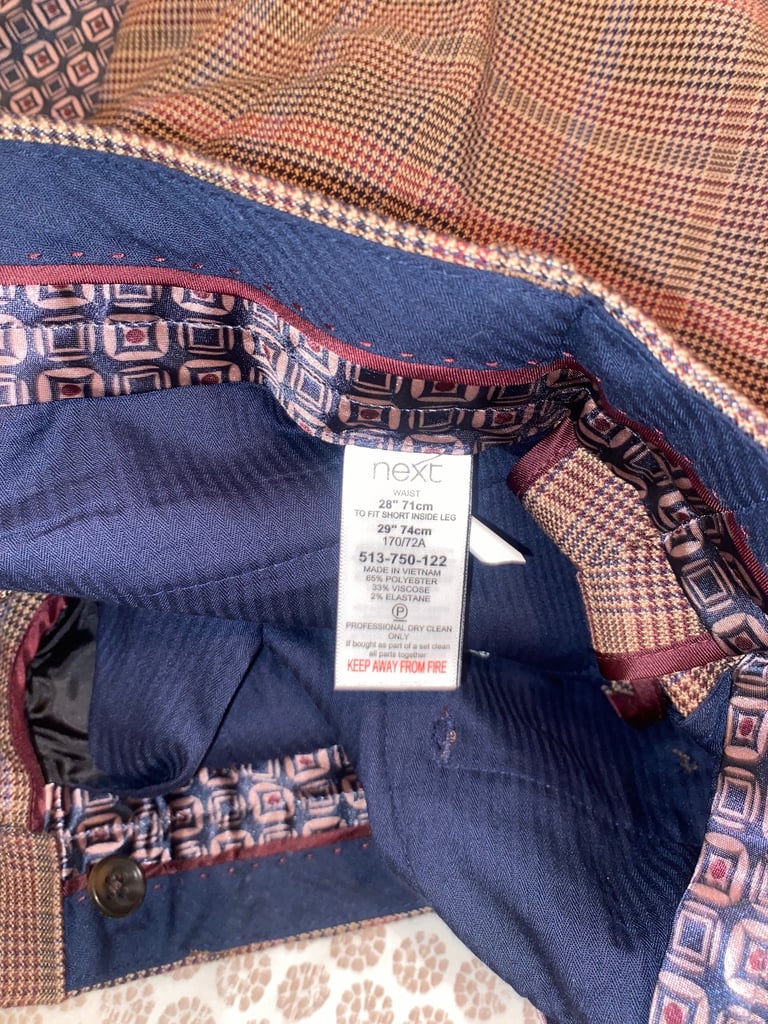 next
WAIST
28" 71cm
TO FIT SHORT INSIDE LEG
29" 74cm
170/72A
513-750-122
MADE IN VIETNAM
65% POLYESTER
33% VISCOSE
2% ELASTANE
P
PROFESSIONAL DRY CLEAN
ONLY
If bought as part of a set clean
all parts together
KEEP AWAY FROM FIRE